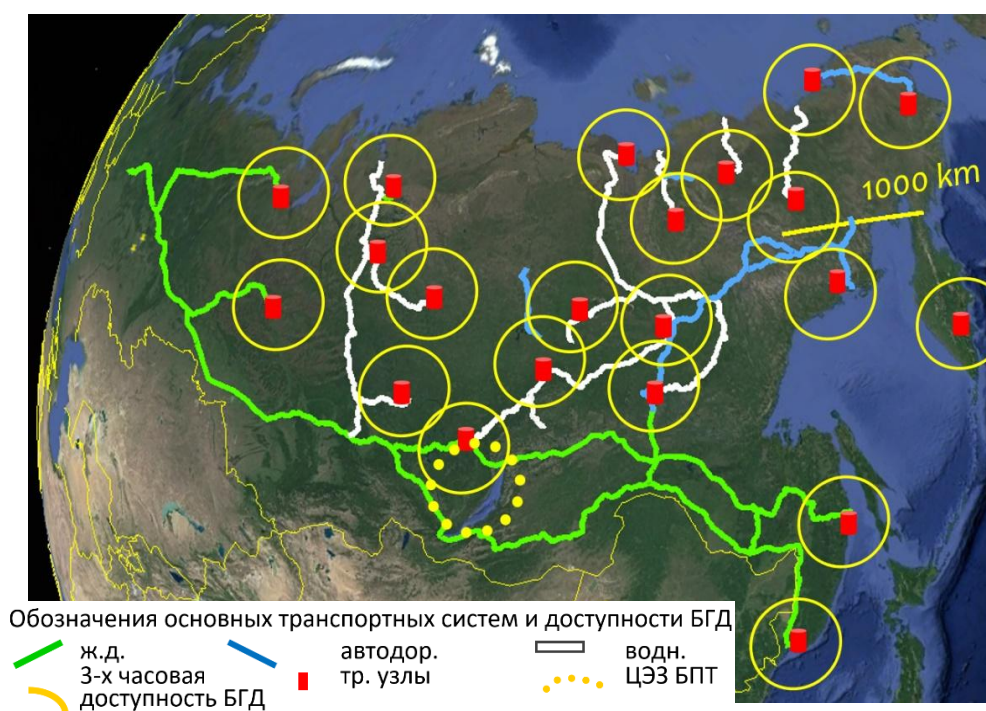 1000 km
Обозначения основных транспортных систем и доступности БГД
ж.д. автодор. водн.
3-х часовая тр. узлы ЦЭЗ БПТ
доступность БГД